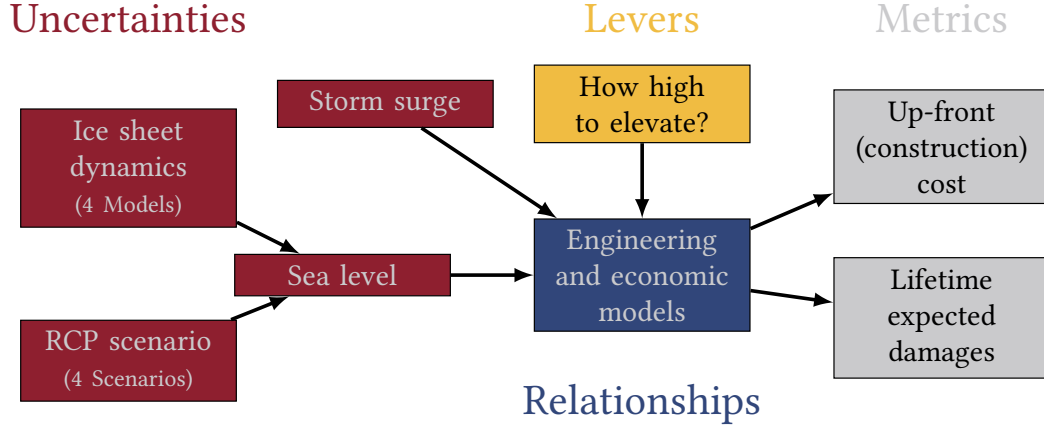 Uncertainties
Levers
Metrics
Storm surge
How high
to elevate?
Up-front
(construction)
cost
Ice sheet
dynamics
(4 Models)
Sea level
Engineering
and economic
models
Lifetime
expected
damages
RCP scenario
(4 Scenarios)
Relationships